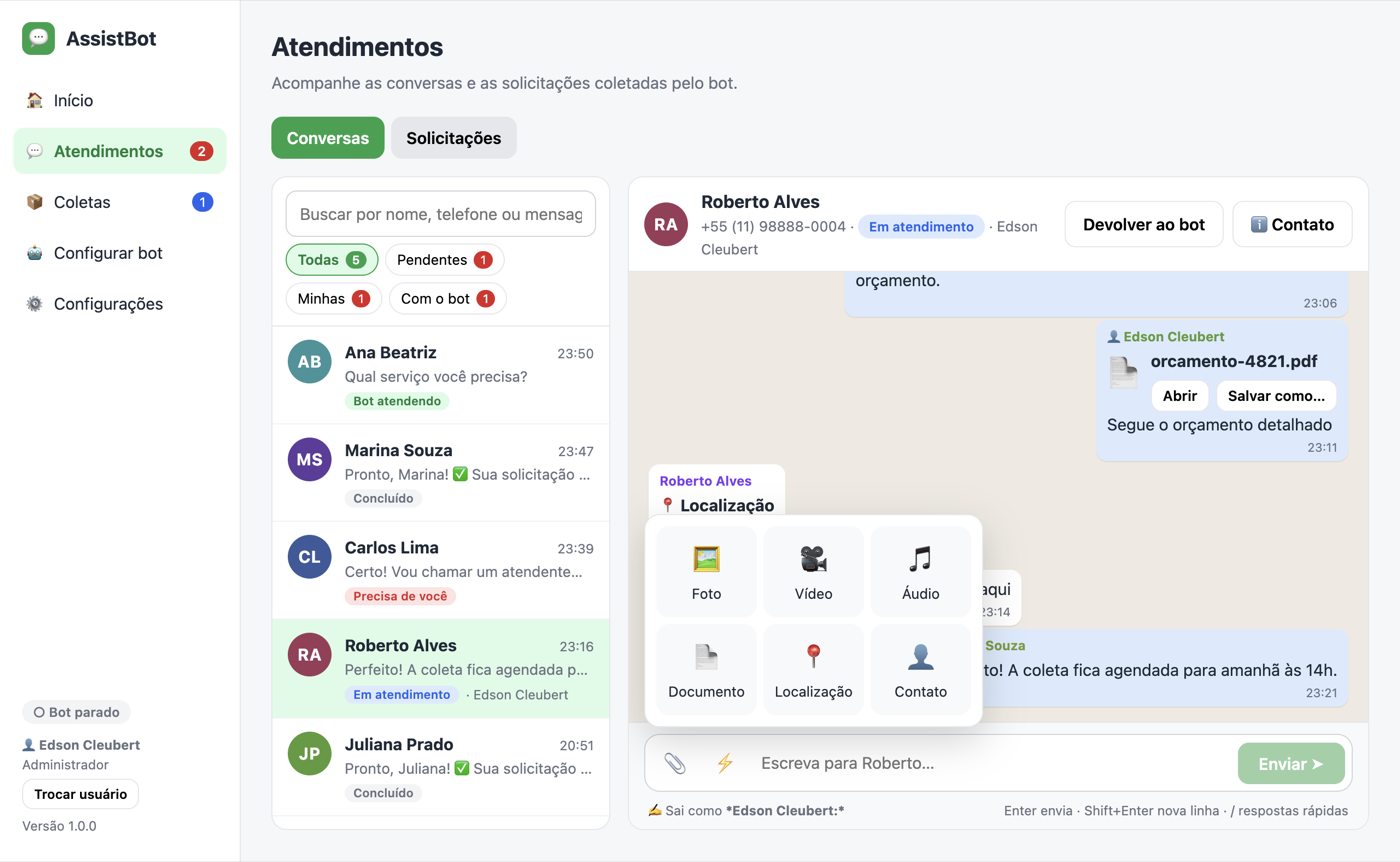 AssistBot
Início
Atendimentos 2
Coletas 1
Configurar bot
Configurações
Bot parado
Edson Cleubert
Administrador
Trocar usuário
Versão 1.0.0
Atendimentos
Acompanhe as conversas e as solicitações coletadas pelo bot.
Conversas Solicitações
Buscar por nome, telefone ou mensag
Todas 5 Pendentes 1
Minhas 1 Com o bot 1
Ana Beatriz 23:50
Qual serviço você precisa?
Bot atendendo
AB
Marina Souza 23:47
Pronto, Marina! ✅ Sua solicitação ...
Concluído
MS
Carlos Lima 23:39
Certo! Vou chamar um atendente...
Precisa de você
CL
Roberto Alves 23:16
Perfeito! A coleta fica agendada p...
Em atendimento · Edson Cleubert
RA
Juliana Prado 20:51
Pronto, Juliana! ✅ Sua solicitação ...
Concluído
JP
RA
Roberto Alves
+55 (11) 98888-0004 · Em atendimento · Edson
Cleubert
Devolver ao bot ℹ️ Contato
orçamento.
23:06
Edson Cleubert
orcamento-4821.pdf
Abrir Salvar como...
Segue o orçamento detalhado
23:11
Roberto Alves
📍 Localização
aqui
23:14
Souza
to! A coleta fica agendada para amanhã às 14h.
23:21
Foto Vídeo Áudio
Documento Localização Contato
Escreva para Roberto...
Enviar ➤
✍️ Sai como *Edson Cleubert:*
Enter envia · Shift+Enter nova linha · / respostas rápidas